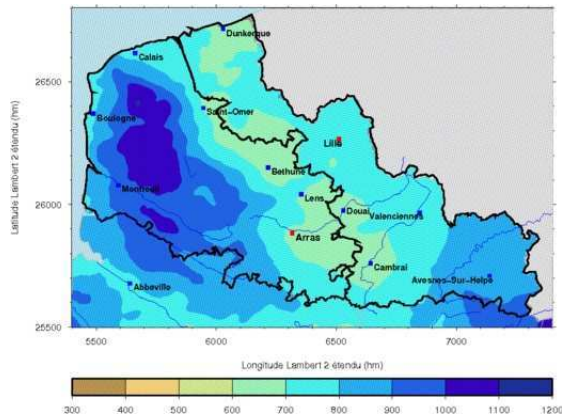 Dunkerque
Calais
26500
Saint-Omer
Boulogne
Lille
Bethune
Montreuil
Lens
Douai
Valenciennes
26000
Arras
Cambrai
Avesnes-Sur-Helpe
Abbeville
25500
5500 6000 6500 7000
Latitude Lambert 2 étendu (hm)
Longitude Lambert 2 étendu (hm)
300 400 500 600 700 800 900 1000 1100 1200